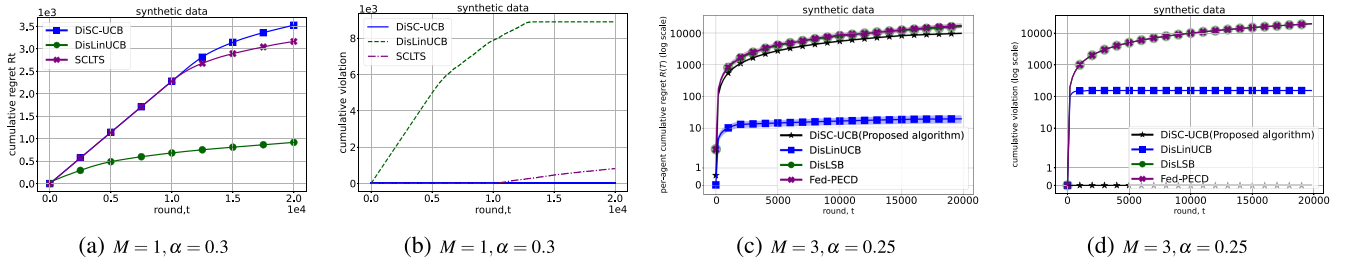 synthetic data
1e3
cumulative regret Rt
3.5
3.0
2.5
2.0
1.5
1.0
0.5
0.0
DiSC-UCB
DisLinUCB
SCLTS
0.0
0.5
1.0
1.5
2.0
1e4
round,t
(a) M = 1, α = 0.3
synthetic data
1e3
cumulative violation
8
6
4
2
0
DiSC-UCB
DisLinUCB
SCLTS
0.0
0.5
1.0
1.5
2.0
1e4
round,t
(b) M = 1, α = 0.3
synthetic data
per-agent cumulative regret R(T) (log scale)
10000
1000
100
10
1
0
DiSC-UCB(Proposed algorithm)
DisLinUCB
DisLSB
Fed-PECD
0
5000
10000
15000
20000
round, t
(c) M = 3, α = 0.25
synthetic data
cumulative violation (log scale)
10000
1000
100
10
1
0
DiSC-UCB(Proposed algorithm)
DisLinUCB
DisLSB
Fed-PECD
0
5000
10000
15000
20000
round, t
(d) M = 3, α = 0.25